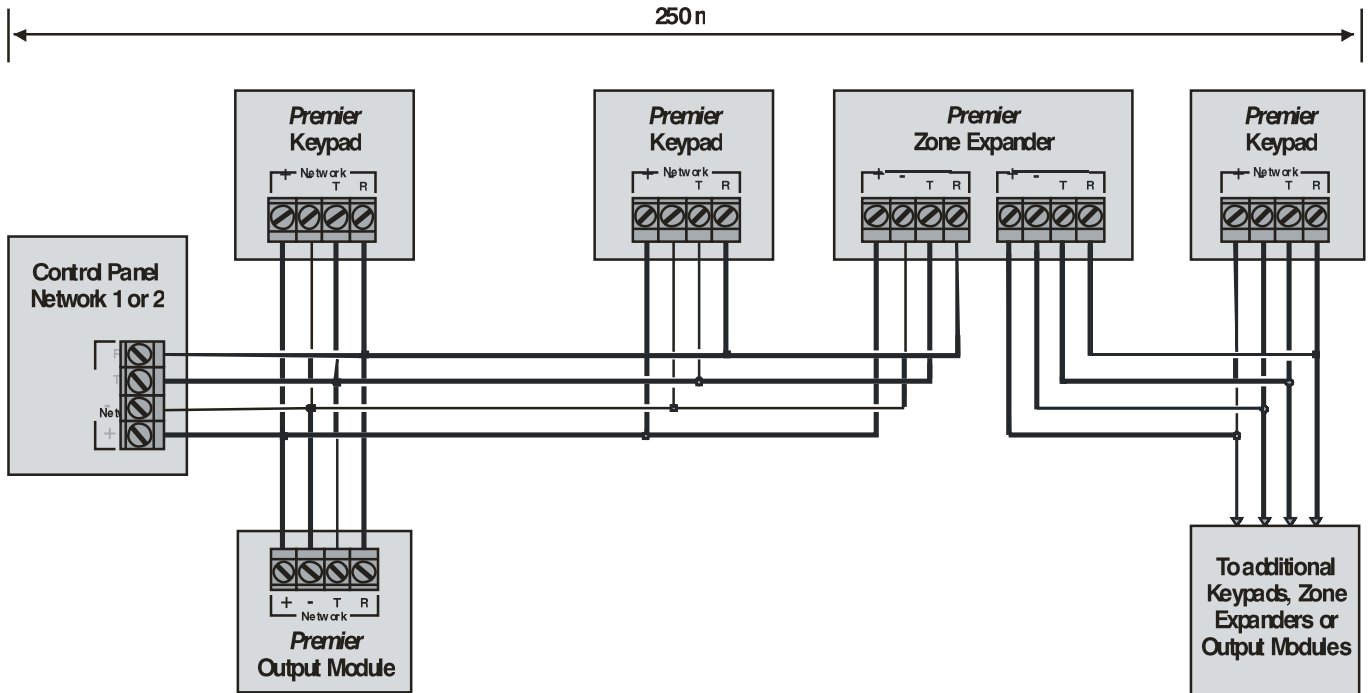 250m
Premier
Keypad
+ Network -
T R
Premier
Keypad
+ Network -
T R
Premier
Zone Expander
+ - T R
+ - T R
Premier
Keypad
+ Network -
T R
Control Panel
Network 1 or 2
R
T
-
Net
+
+ - T R
Network
Premier
Output Module
To additional
Keypads, Zone
Expanders or
Output Modules